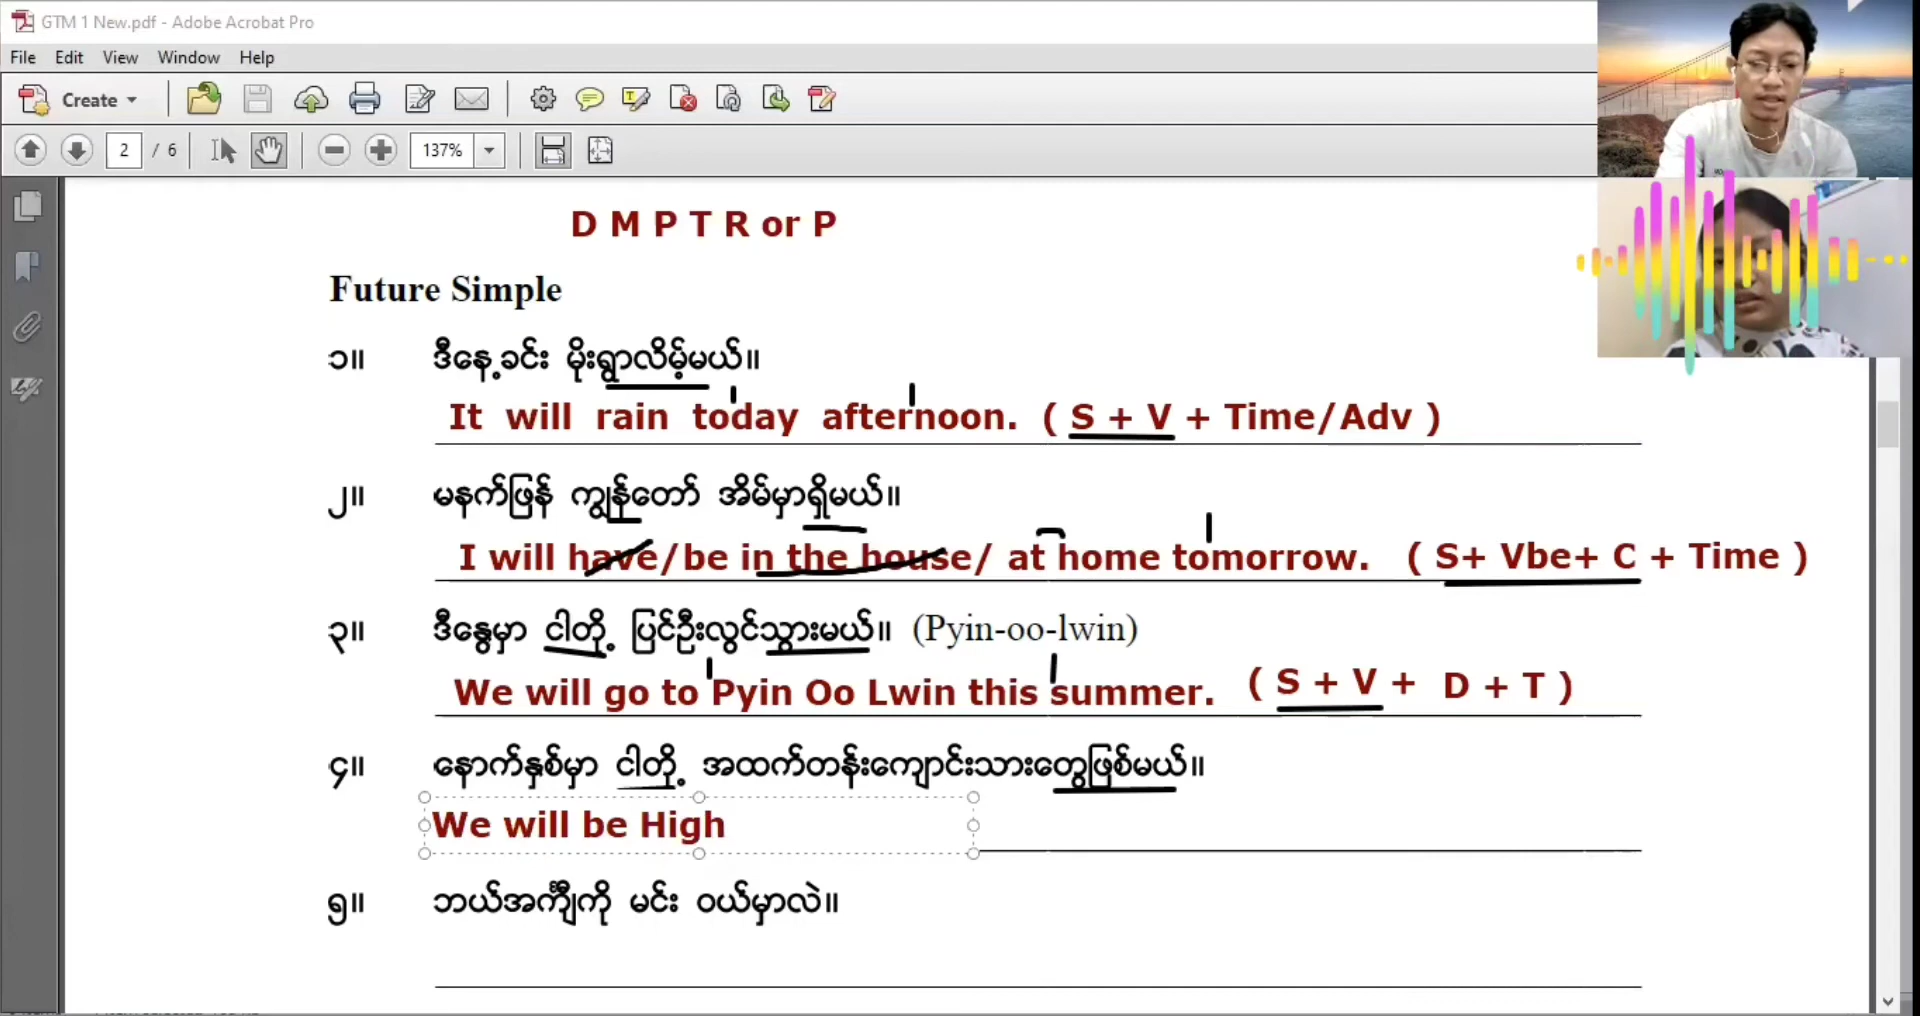 GTM 1 New.pdf - Adobe Acrobat Pro
File Edit View Window Help
Create
2 / 6 137%
D M P T R or P
Future Simple
၁။ ဒီနေ့ခင်း မိုးရွာလိမ့်မယ်။
It will rain today afternoon. ( S + V + Time/Adv )
၂။ မနက်ဖြန် ကျွန်တော် အိမ်မှာရှိမယ်။
I will have/be in the house/ at home tomorrow. ( S+ Vbe+ C + Time )
၃။ ဒီနွေမှာ ငါတို့ ပြင်ဦးလွင်သွားမယ်။ (Pyin-oo-lwin)
We will go to Pyin Oo Lwin this summer. ( S + V + D + T )
၄။ နောက်နှစ်မှာ ငါတို့ အထက်တန်းကျောင်းသားတွေဖြစ်မယ်။
We will be High
၅။ ဘယ်အင်္ကျီကို မင်း ဝယ်မှာလဲ။